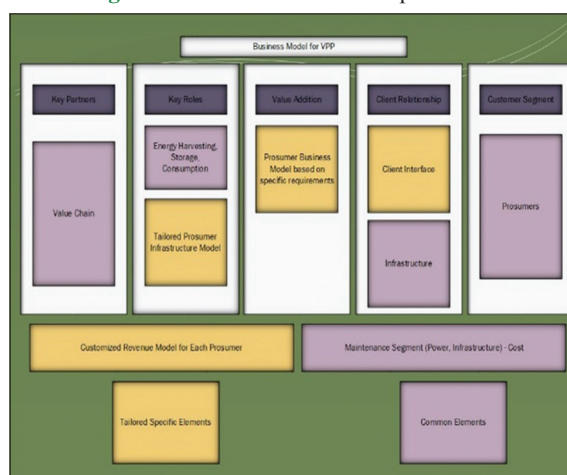 Business Model for VPP
Key Partners
Key Roles
Value Addition
Client Relationship
Customer Segment
Value Chain
Energy Harvesting,
Storage,
Consumption
Tailored Prosumer
Infrastructure Model
Prosumer Business
Model based on
specific requirements
Client Interface
Infrastructure
Prosumers
Customized Revenue Model for Each Prosumer
Maintenance Segment (Power, Infrastructure) - Cost
Tailored Specific Elements
Common Elements